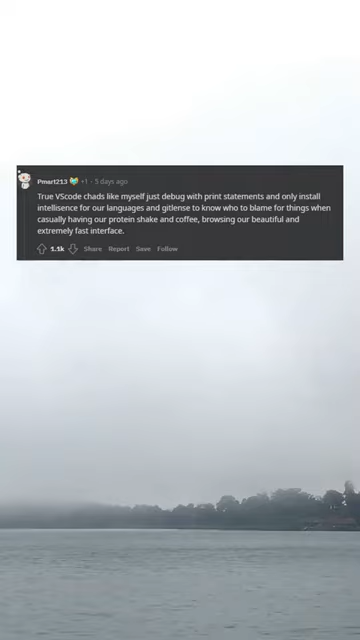 Pmart213 +1 · 5 days ago
True VScode chads like myself just debug with print statements and only install
intellisence for our languages and gitlense to know who to blame for things when
casually having our protein shake and coffee, browsing our beautiful and
extremely fast interface.
1.1k Share Report Save Follow